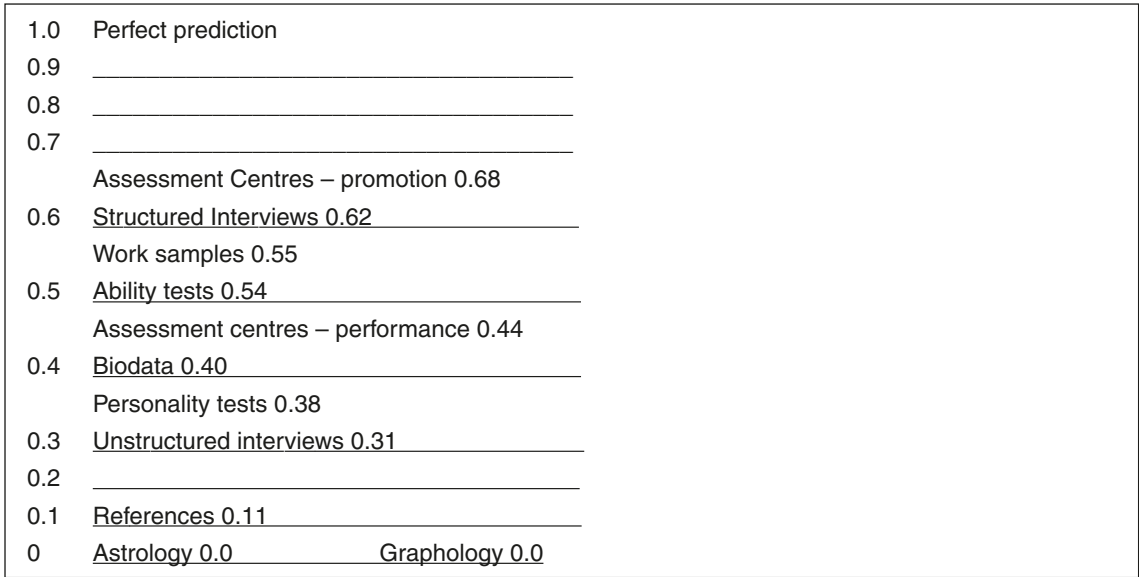 1.0 Perfect prediction
0.9 ____________________________________
0.8 ____________________________________
0.7 ____________________________________
Assessment Centres – promotion 0.68
0.6 Structured Interviews 0.62
Work samples 0.55
0.5 Ability tests 0.54
Assessment centres – performance 0.44
0.4 Biodata 0.40
Personality tests 0.38
0.3 Unstructured interviews 0.31
0.2
0.1 References 0.11
0 Astrology 0.0 Graphology 0.0